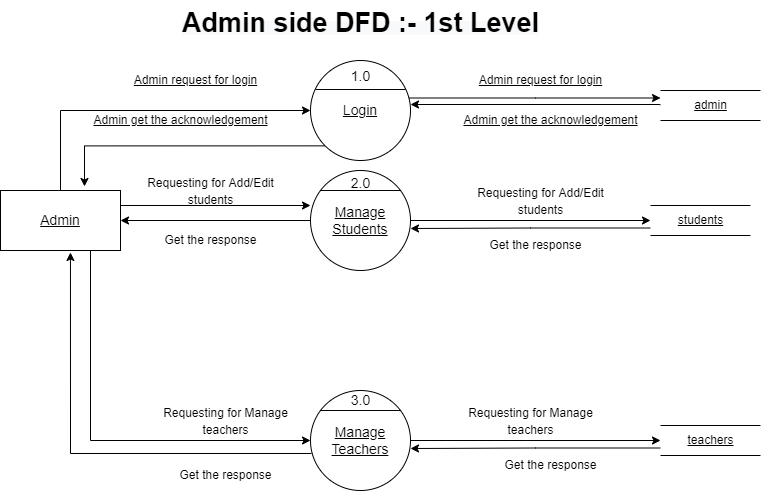 Admin side DFD :- 1st Level
1.0
Login
Admin request for login
Admin get the acknowledgement
Admin request for login
Admin get the acknowledgement
admin
Admin
Requesting for Add/Edit
students
Get the response
2.0
Manage
Students
Requesting for Add/Edit
students
Get the response
students
Requesting for Manage
teachers
Get the response
3.0
Manage
Teachers
Requesting for Manage
teachers
Get the response
teachers